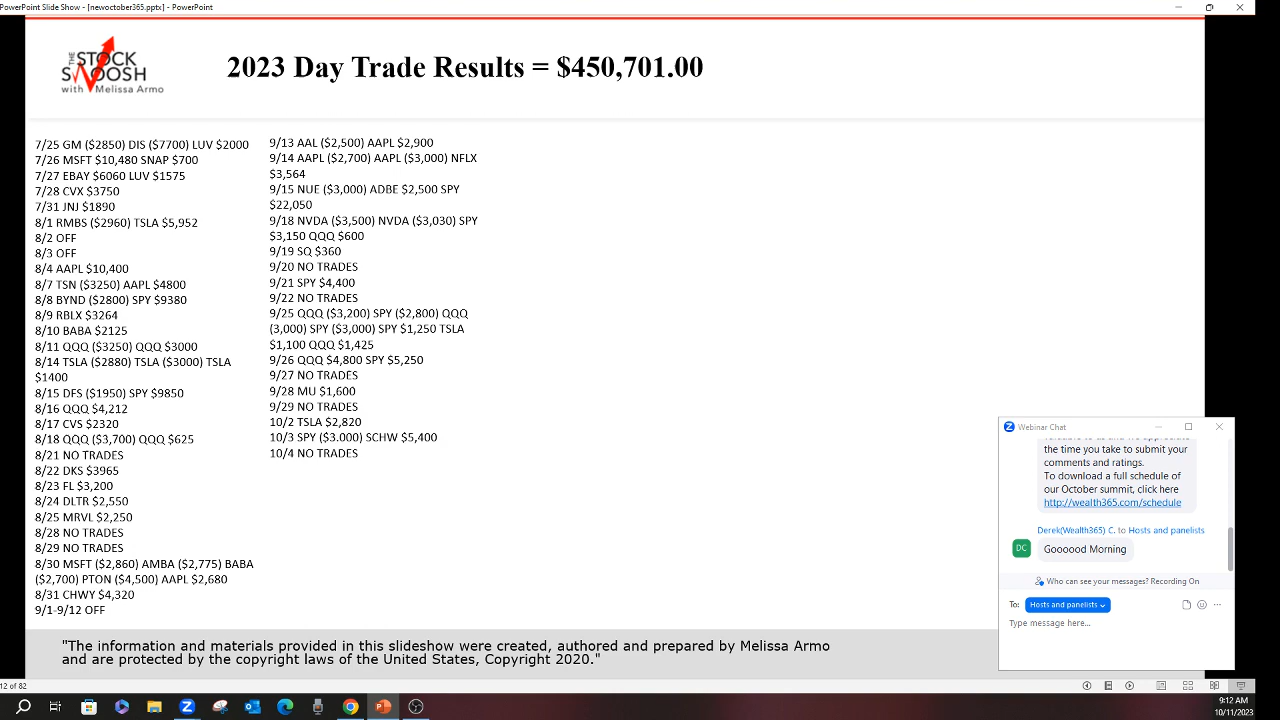 PowerPoint Slide Show - [newoctober365.pptx] - PowerPoint
THE
STOCK
SWOOSH
with Melissa Armo
2023 Day Trade Results = $450,701.00
7/25 GM ($2850) DIS ($7700) LUV $2000
7/26 MSFT $10,480 SNAP $700
7/27 EBAY $6060 LUV $1575
7/28 CVX $3750
7/31 JNJ $1890
8/1 RMBS ($2960) TSLA $5,952
8/2 OFF
8/3 OFF
8/4 AAPL $10,400
8/7 TSN ($3250) AAPL $4800
8/8 BYND ($2800) SPY $9380
8/9 RBLX $3264
8/10 BABA $2125
8/11 QQQ ($3250) QQQ $3000
8/14 TSLA ($2880) TSLA ($3000) TSLA
$1400
8/15 DFS ($1950) SPY $9850
8/16 QQQ $4,212
8/17 CVS $2320
8/18 QQQ ($3,700) QQQ $625
8/21 NO TRADES
8/22 DKS $3965
8/23 FL $3,200
8/24 DLTR $2,550
8/25 MRVL $2,250
8/28 NO TRADES
8/29 NO TRADES
8/30 MSFT ($2,860) AMBA ($2,775) BABA
($2,700) PTON ($4,500) AAPL $2,680
8/31 CHWY $4,320
9/1-9/12 OFF
9/13 AAL ($2,500) AAPL $2,900
9/14 AAPL ($2,700) AAPL ($3,000) NFLX
$3,564
9/15 NUE ($3,000) ADBE $2,500 SPY
$22,050
9/18 NVDA ($3,500) NVDA ($3,030) SPY
$3,150 QQQ $600
9/19 SQ $360
9/20 NO TRADES
9/21 SPY $4,400
9/22 NO TRADES
9/25 QQQ ($3,200) SPY ($2,800) QQQ
(3,000) SPY ($3,000) SPY $1,250 TSLA
$1,100 QQQ $1,425
9/26 QQQ $4,800 SPY $5,250
9/27 NO TRADES
9/28 MU $1,600
9/29 NO TRADES
10/2 TSLA $2,820
10/3 SPY ($3.000) SCHW $5,400
10/4 NO TRADES
"The information and materials provided in this slideshow were created, authored and prepared by Melissa Armo
and are protected by the copyright laws of the United States, Copyright 2020."
Webinar Chat
the time you take to submit your
comments and ratings.
To download a full schedule of
our October summit, click here
http://wealth365.com/schedule
Derek(Wealth365) C. to Hosts and panelists
DC
Goooood Morning
Who can see your messages? Recording On
To: Hosts and panelists
Type message here...
12 of 82
9:12 AM
10/11/2023